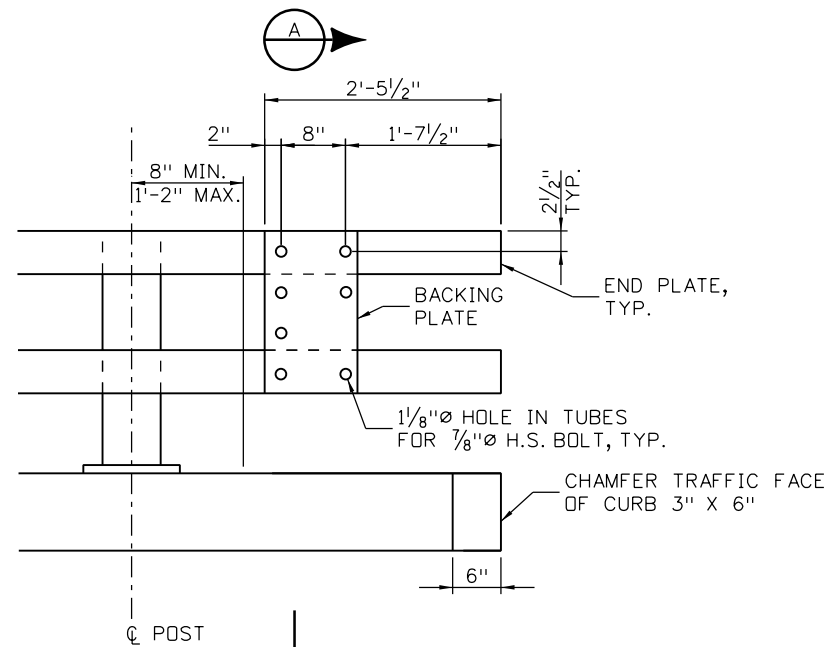 A
2'-5½"
2" 8" 1'-7½"
8" MIN.
1'-2" MAX.
2½"
TYP.
END PLATE,
TYP.
BACKING
PLATE
1⅛"Ø HOLE IN TUBES
FOR ⅞"Ø H.S. BOLT, TYP.
CHAMFER TRAFFIC FACE
OF CURB 3" X 6"
6"
℄ POST